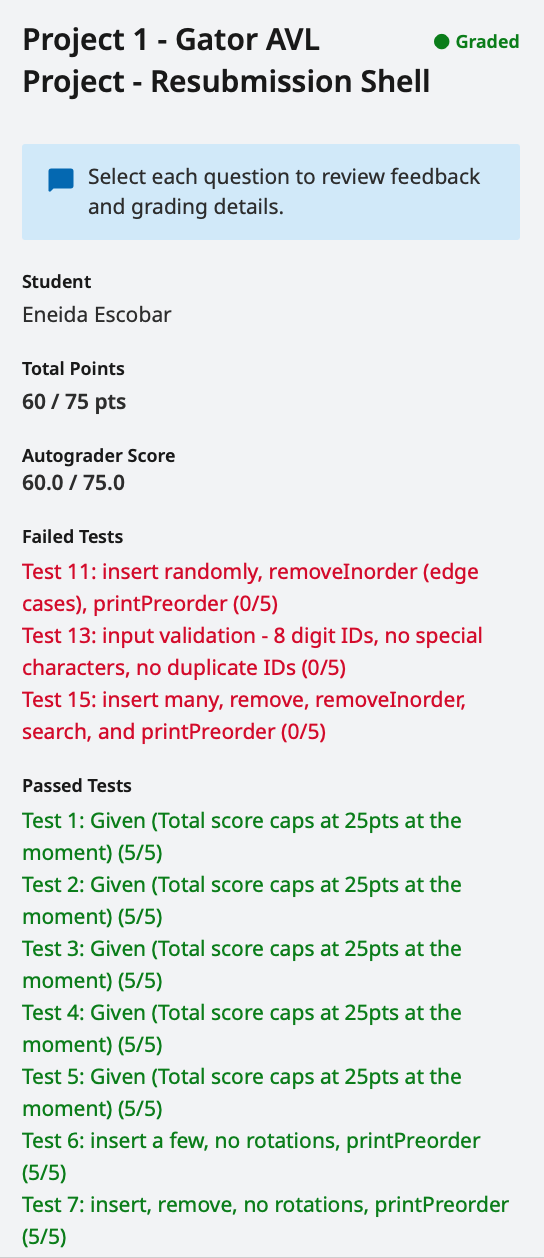 Project 1 - Gator AVL
Project - Resubmission Shell
Graded
Select each question to review feedback
and grading details.
Student
Eneida Escobar
Total Points
60 / 75 pts
Autograder Score
60.0 / 75.0
Failed Tests
Test 11: insert randomly, removeInorder (edge
cases), printPreorder (0/5)
Test 13: input validation - 8 digit IDs, no special
characters, no duplicate IDs (0/5)
Test 15: insert many, remove, removeInorder,
search, and printPreorder (0/5)
Passed Tests
Test 1: Given (Total score caps at 25pts at the
moment) (5/5)
Test 2: Given (Total score caps at 25pts at the
moment) (5/5)
Test 3: Given (Total score caps at 25pts at the
moment) (5/5)
Test 4: Given (Total score caps at 25pts at the
moment) (5/5)
Test 5: Given (Total score caps at 25pts at the
moment) (5/5)
Test 6: insert a few, no rotations, printPreorder
(5/5)
Test 7: insert, remove, no rotations, printPreorder
(5/5)